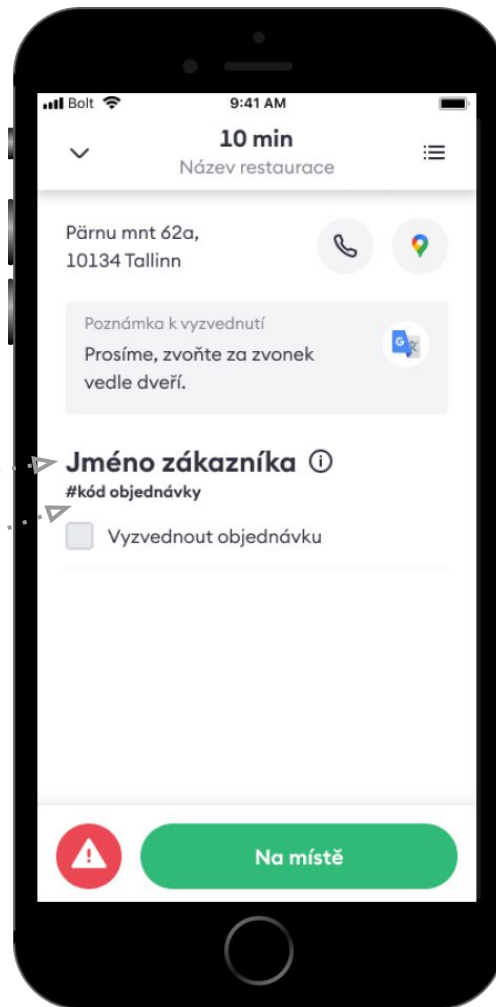 Bolt 9:41 AM
10 min
Název restaurace
Pärnu mnt 62a,
10134 Tallinn
Poznámka k vyzvednutí
Prosíme, zvoňte za zvonek
vedle dveří.
Jméno zákazníka
#kód objednávky
Vyzvednout objednávku
Na místě